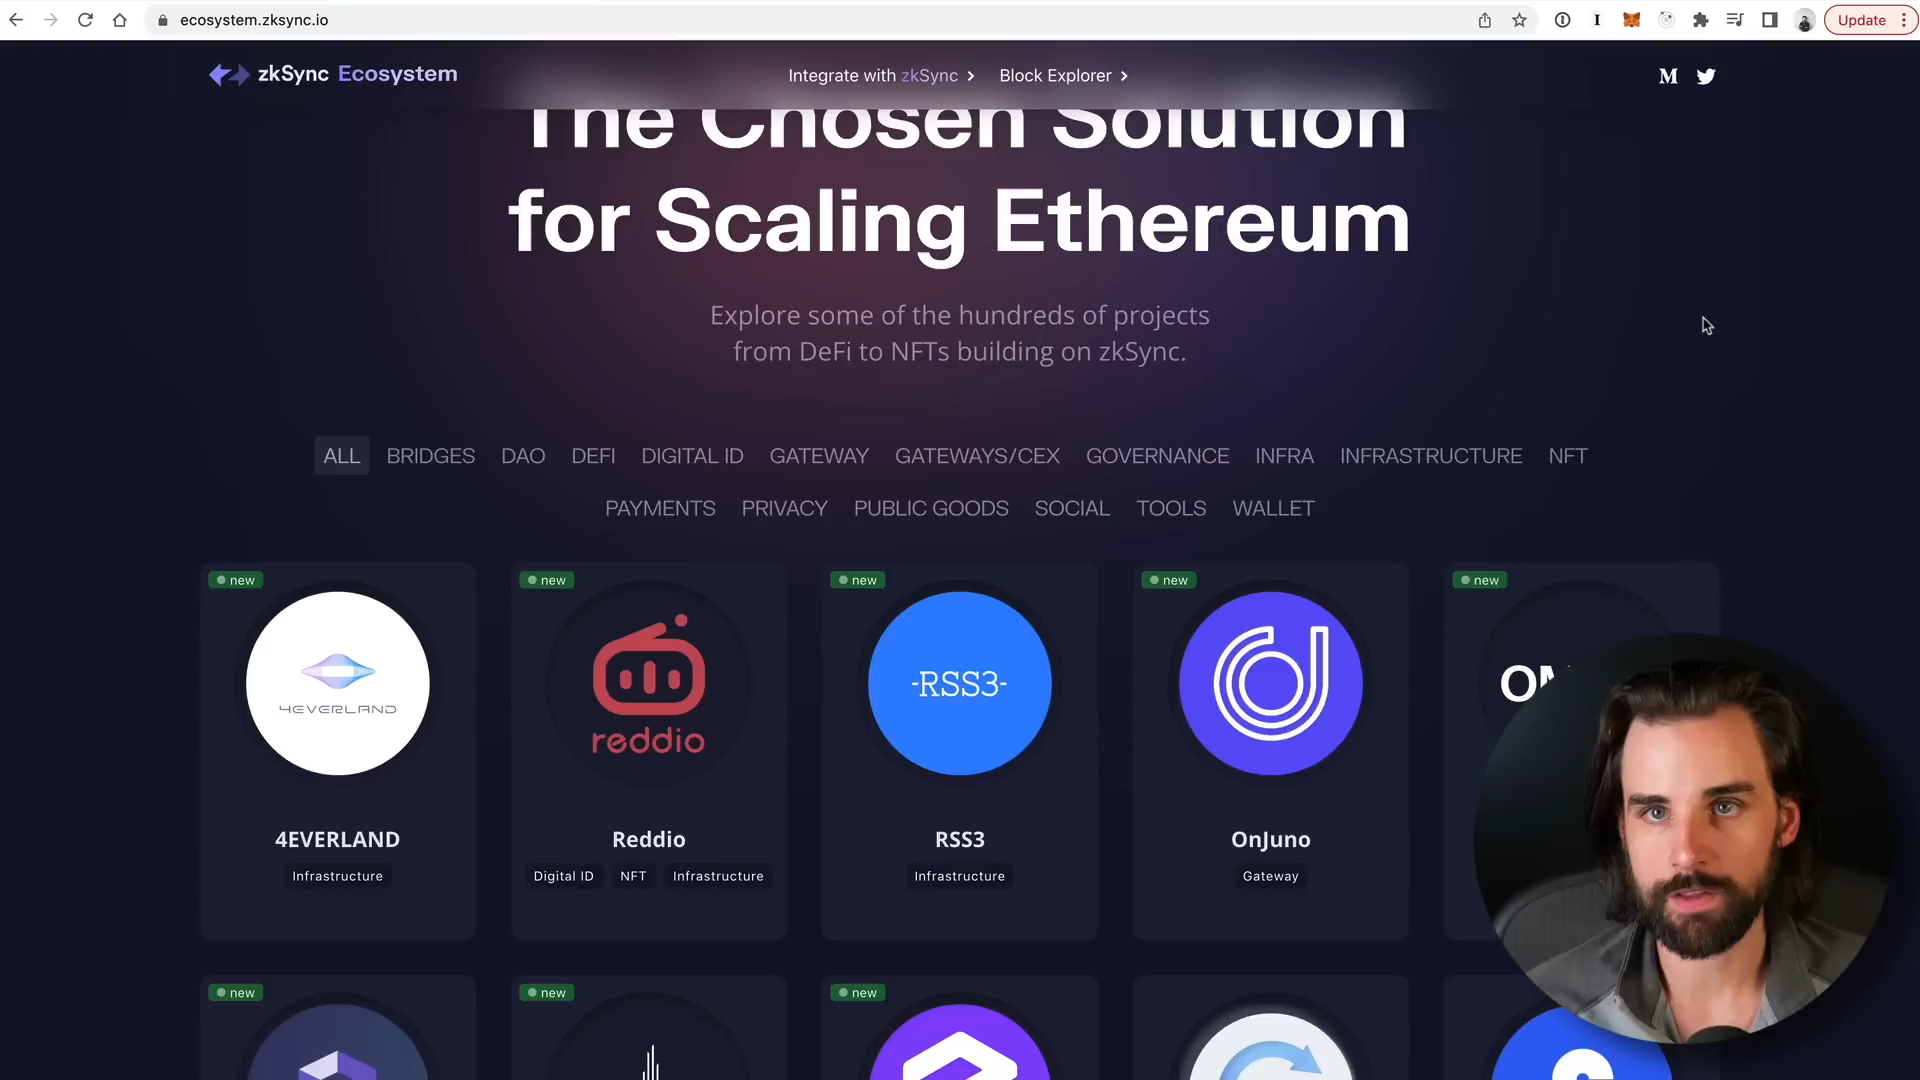 ecosystem.zksync.io
Update
zkSync Ecosystem
Integrate with zkSync
Block Explorer
The Chosen Solution
for Scaling Ethereum
Explore some of the hundreds of projects
from DeFi to NFTs building on zkSync.
ALL BRIDGES DAO DEFI DIGITAL ID GATEWAY GATEWAYS/CEX GOVERNANCE INFRA INFRASTRUCTURE NFT
PAYMENTS PRIVACY PUBLIC GOODS SOCIAL TOOLS WALLET
new
4EVERLAND
4EVERLAND
Infrastructure
new
reddio
Reddio
Digital ID NFT Infrastructure
new
-RSS3-
RSS3
Infrastructure
new
OnJuno
Gateway
new
new
new
new